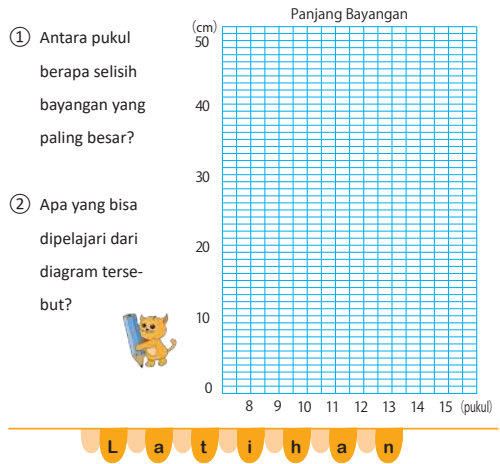 ① Antara pukul
berapa selisih
bayangan yang
paling besar?
② Apa yang bisa
dipelajari dari
diagram terse-
but?
Panjang Bayangan
(cm)
50
40
30
20
10
0
8 9 10 11 12 13 14 15 (pukul)
Latihan